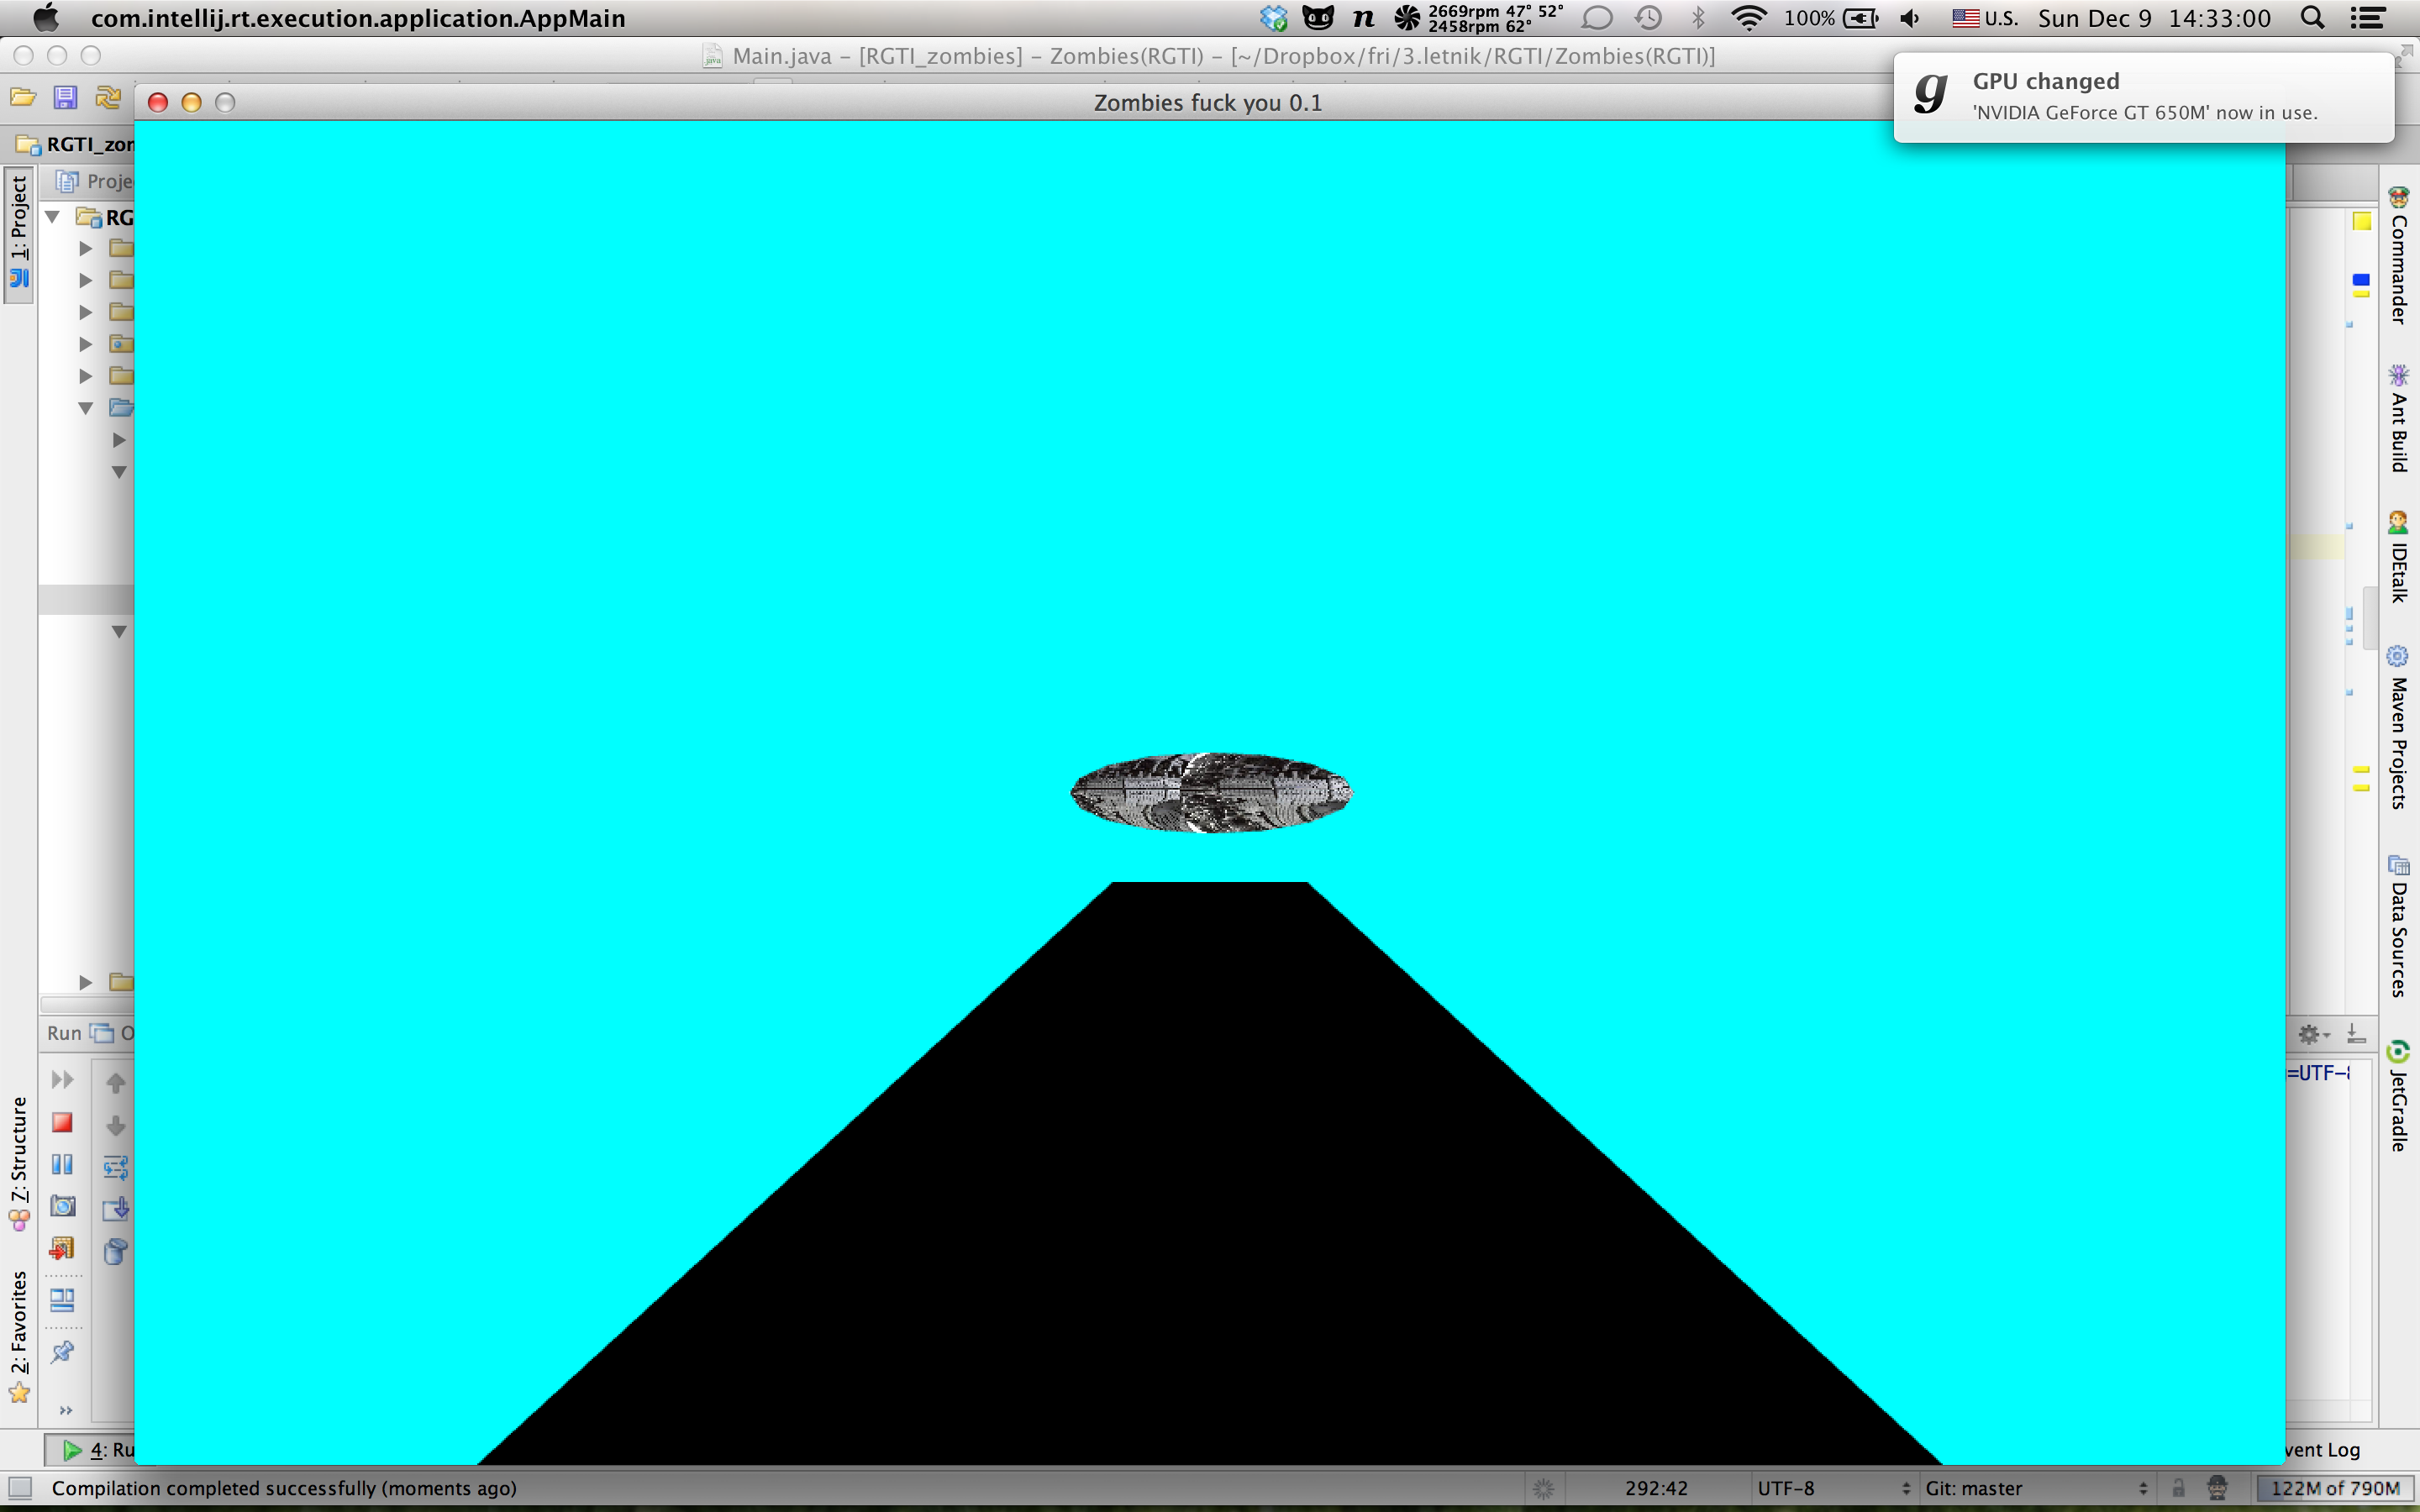 com.intellij.rt.execution.application.AppMain
n
2669rpm 47° 52°
2458rpm 62°
100%
U.S.
Sun Dec 9 14:33:00
Main.java – [RGTI_zombies] – Zombies(RGTI) – [~/Dropbox/fri/3.letnik/RGTI/Zombies(RGTI)]
g
GPU changed
'NVIDIA GeForce GT 650M' now in use.
Zombies fuck you 0.1
RGTI_zor
Proje
RG
1: Project
Commander
Ant Build
IDEtalk
Maven Projects
Data Sources
JetGradle
Run
O
=UTF-8
7: Structure
2: Favorites
4: Ru
vent Log
Compilation completed successfully (moments ago)
292:42
UTF-8
Git: master
122M of 790M